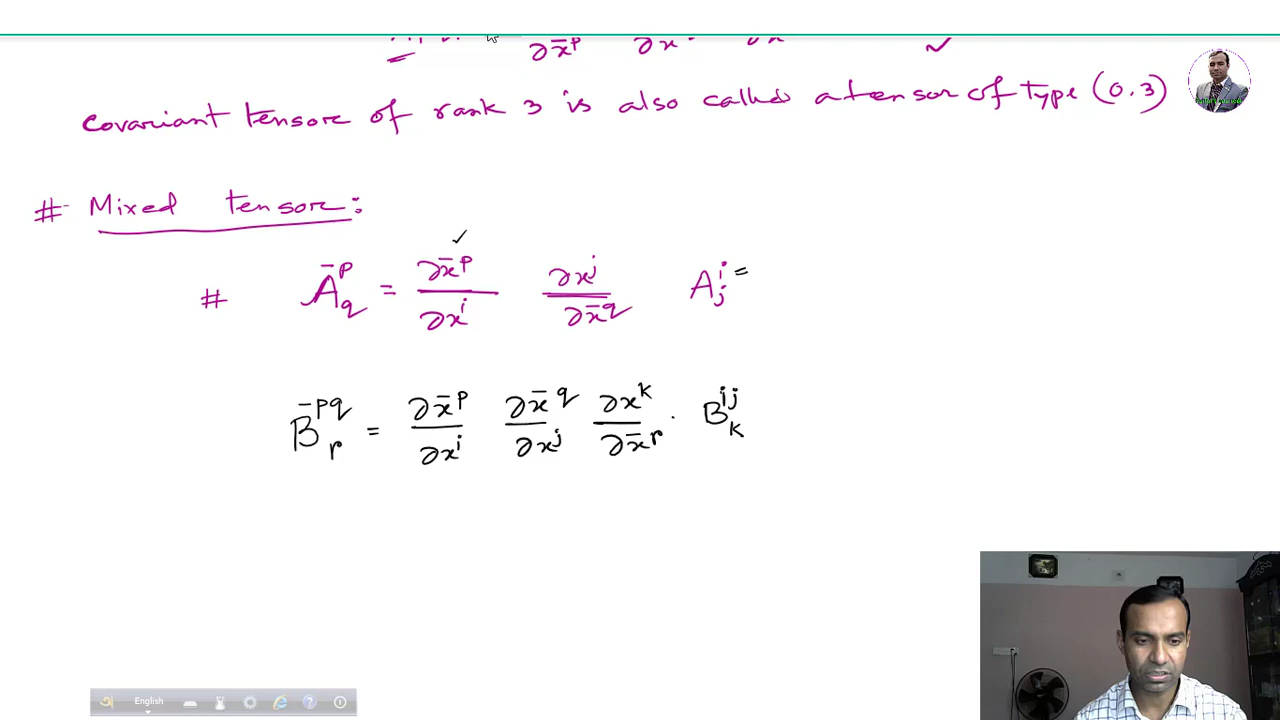 ∂x̄ᵖ ∂x ∂x
covariant tensore of rank 3 is also called a tensor of type (0,3)
# Mixed tensore:
# Ā^p_q = ∂x̄^p/∂x^i ∂x^j/∂x̄^q A^i_j =
B̄^pq_r = ∂x̄^p/∂x^i ∂x̄^q/∂x^j ∂x^k/∂x̄^r · B^ij_k
English